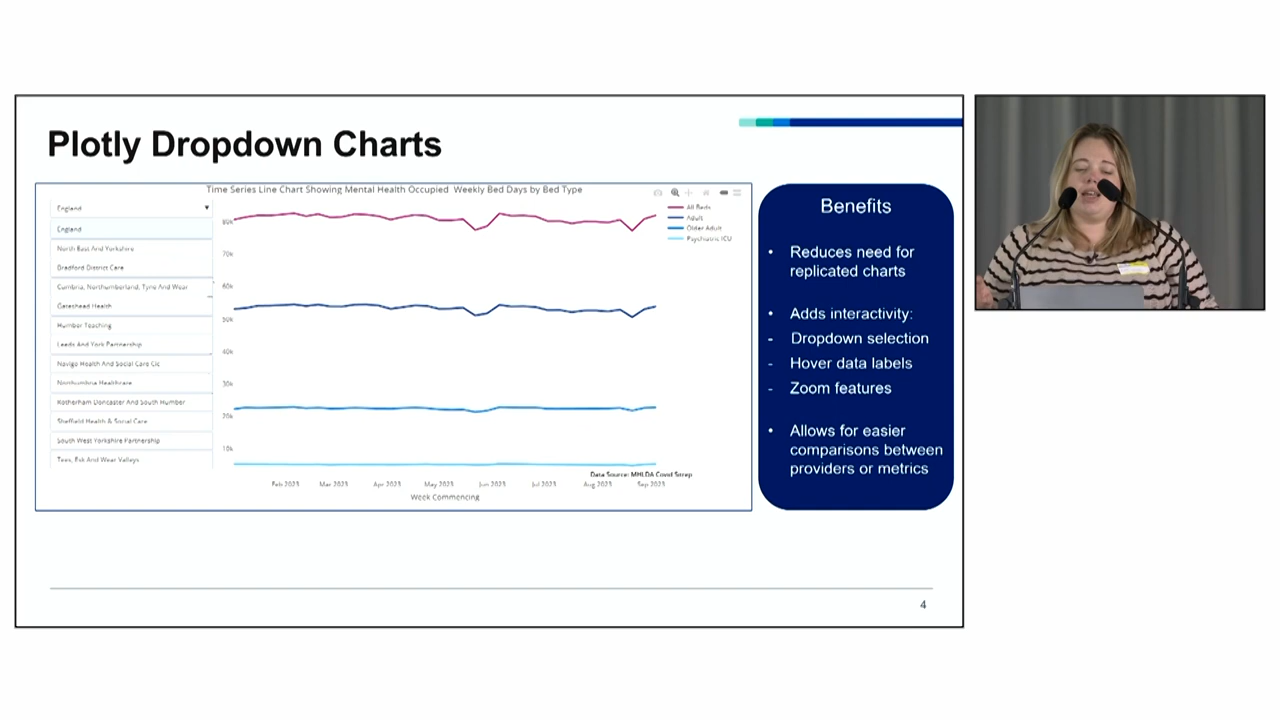 Plotly Dropdown Charts
Time Series Line Chart Showing Mental Health Occupied Weekly Bed Days by Bed Type
England
England
North East And Yorkshire
Bradford District Care
Cumbria, Northumberland, Tyne And Wear
Gateshead Health
Humber Teaching
Leeds And York Partnership
Navigo Health And Social Care Cic
Northumbria Healthcare
Rotherham Doncaster And South Humber
Sheffield Health & Social Care
South West Yorkshire Partnership
Tees, Esk And Wear Valleys
80k
70k
60k
50k
40k
30k
20k
10k
All Beds
Adult
Older Adult
Psychiatric ICU
Data Source: MHLDA Covid Sitrep
Feb 2023 Mar 2023 Apr 2023 May 2023 Jun 2023 Jul 2023 Aug 2023 Sep 2023
Week Commencing
Benefits
• Reduces need for
replicated charts
• Adds interactivity:
- Dropdown selection
- Hover data labels
- Zoom features
• Allows for easier
comparisons between
providers or metrics
4